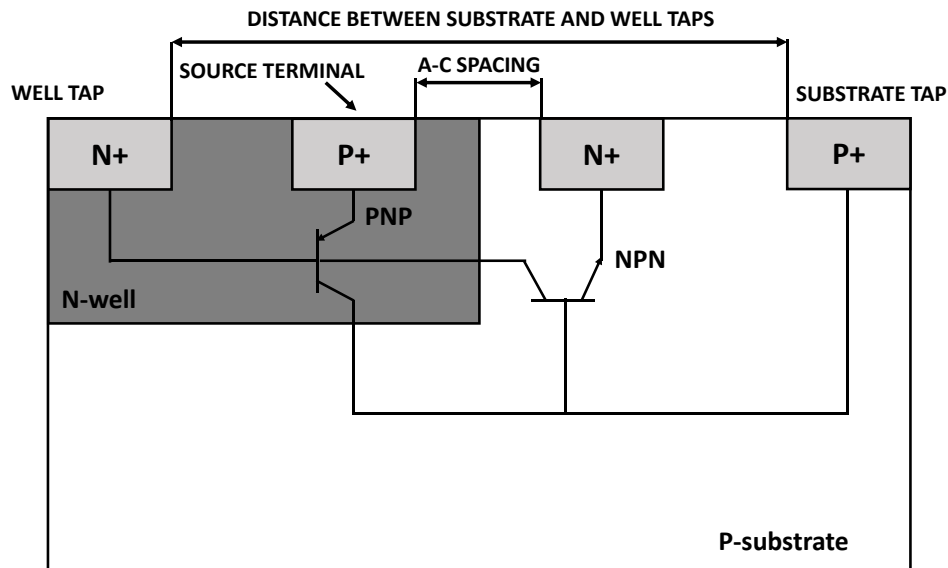 DISTANCE BETWEEN SUBSTRATE AND WELL TAPS
SOURCE TERMINAL
A-C SPACING
WELL TAP
SUBSTRATE TAP
N+
P+
N+
P+
PNP
NPN
N-well
P-substrate